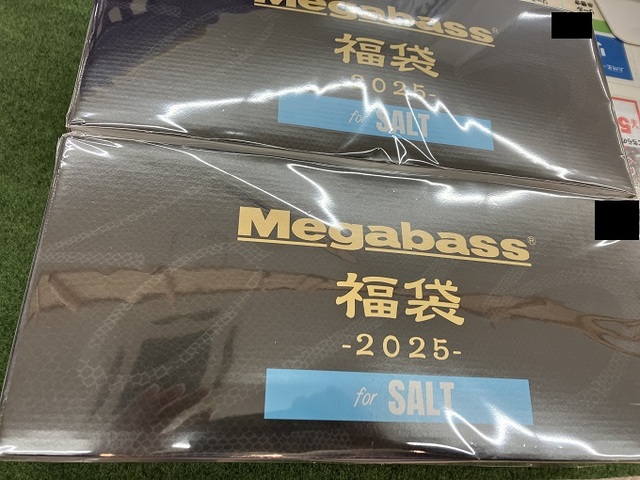 Megabass®
福袋
-2025-
for SALT
Megabass®
福袋
-2025-
for SALT